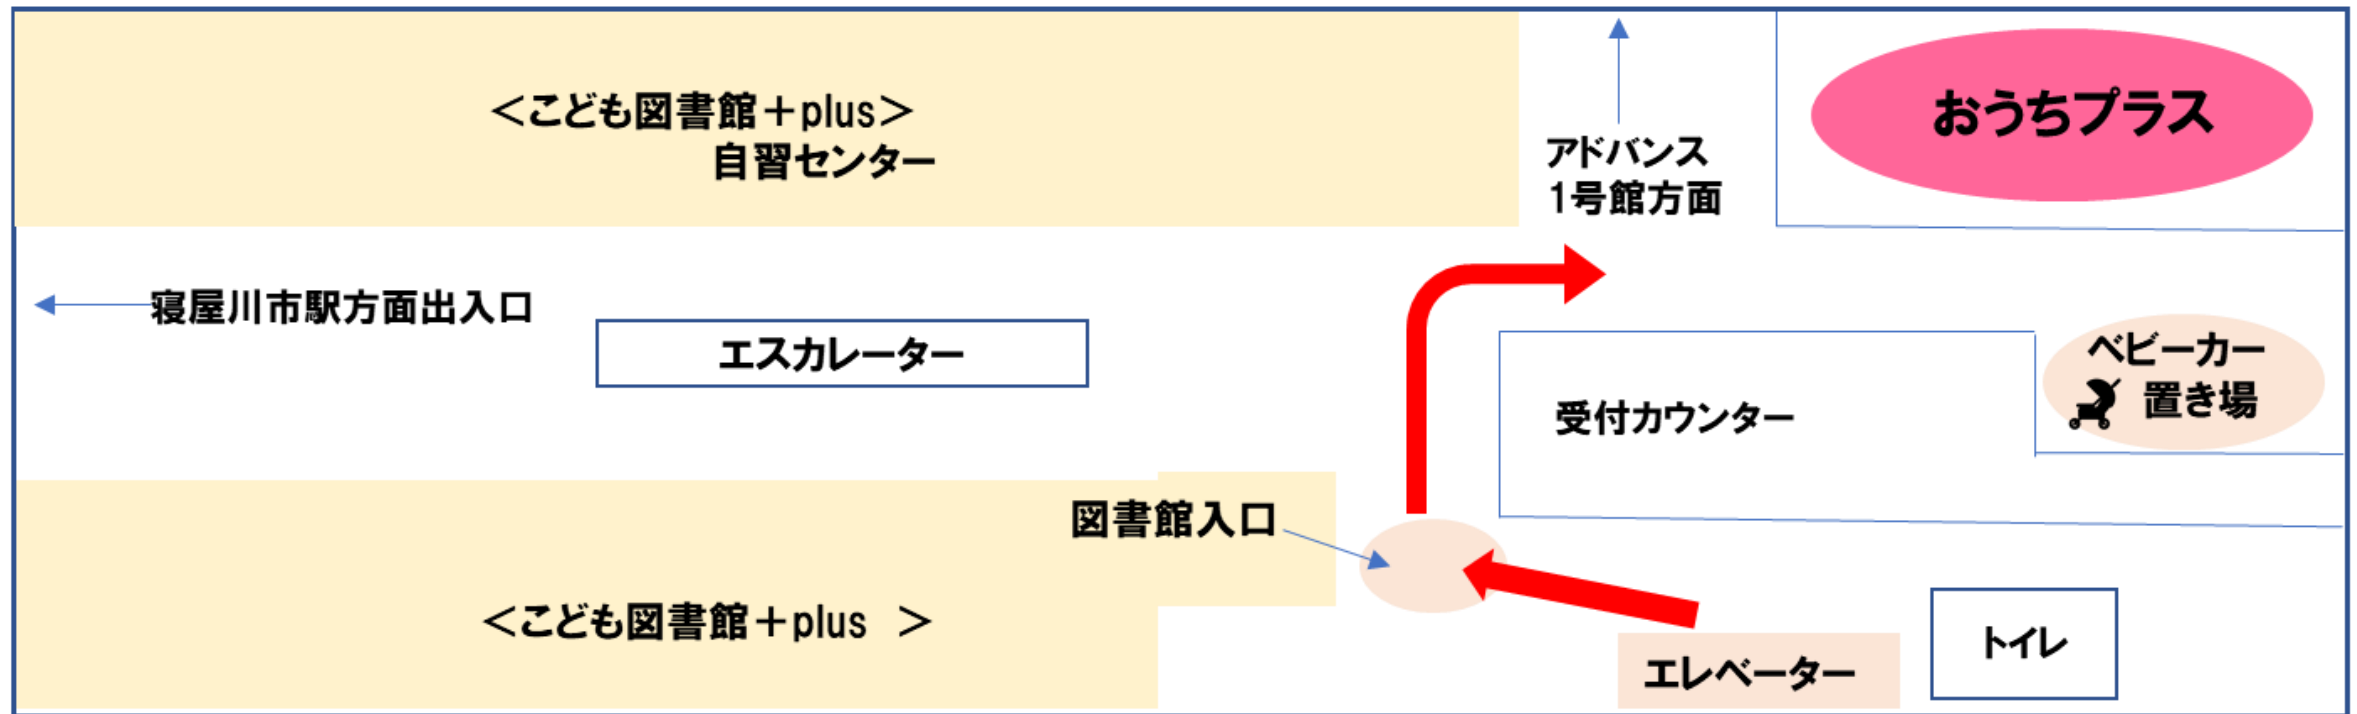 ＜こども図書館＋plus＞
自習センター
アドバンス
1号館方面
おうちプラス
寝屋川市駅方面出入口
エスカレーター
ベビーカー
置き場
受付カウンター
図書館入口
＜こども図書館＋plus　＞
エレベーター
トイレ